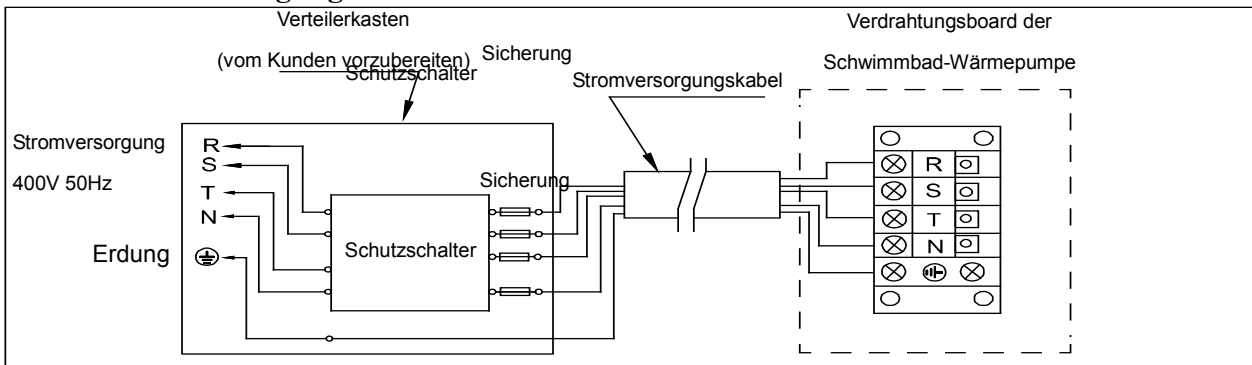 Verteilerkasten
(vom Kunden vorzubereiten)
Schutzschalter
Sicherung
Stromversorgungskabel
Verdrahtungsboard der
Schwimmbad-Wärmepumpe
Stromversorgung
400V 50Hz
R
S
T
N
Erdung
Schutzschalter
Sicherung
R
S
T
N